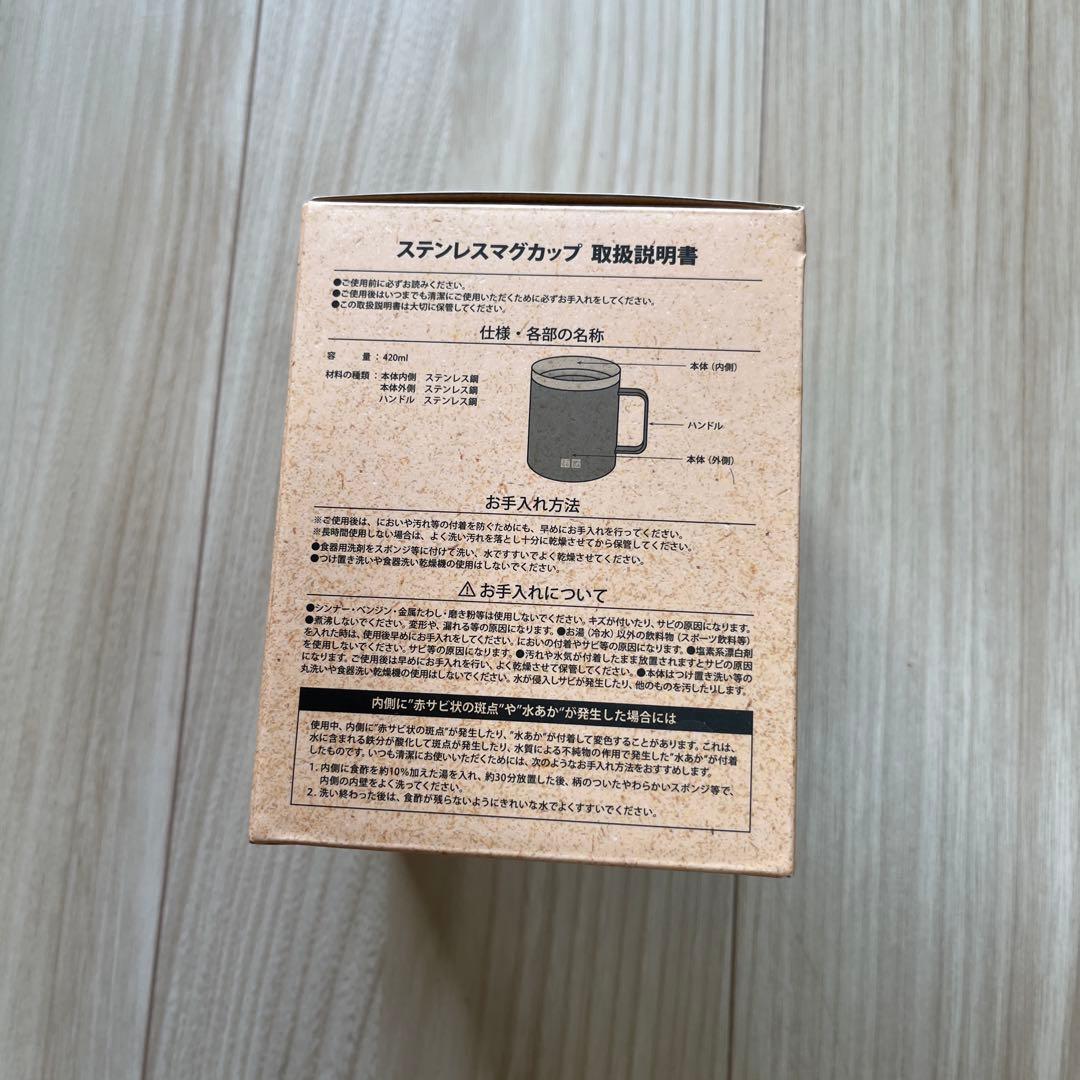 ステンレスマグカップ 取扱説明書
●ご使用前に必ずお読みください。
●ご使用後はいつまでも清潔にご使用いただくために必ずお手入れをしてください。
●この取扱説明書は大切に保管してください。
仕様・各部の名称
容 量：420ml
材料の種類：本体内側 ステンレス鋼
本体外側 ステンレス鋼
ハンドル ステンレス鋼
本体（内側）
ハンドル
本体（外側）
お手入れ方法
※ご使用後は、においや汚れ等の付着を防ぐためにも、早めにお手入れを行ってください。
※長時間使用しない場合は、よく洗い汚れを落とし十分に乾燥させてから保管してください。
●食器用洗剤をスポンジ等に付けて洗い、水ですすいでよく乾燥させてください。
●つけ置き洗いや食器洗い乾燥機の使用はしないでください。
⚠お手入れについて
●シンナー・ベンジン・金属たわし・磨き粉等は使用しないでください。キズが付いたり、サビの原因になります。
●煮沸しないでください。変形や、漏れる等の原因になります。●お湯（冷水）以外の飲料物（スポーツ飲料等）
を入れた時は、使用後早めにお手入れをしてください。においの付着やサビ等の原因になります。●塩素系漂白剤
を使用しないでください。サビ等の原因になります。●汚れや水気が付着したまま放置されますとサビの原因
になります。ご使用後は早めにお手入れを行い、よく乾燥させて保管してください。●本体はつけ置き洗い等の
丸洗いや食器洗い乾燥機の使用はしないでください。水が侵入しサビが発生したり、他のものを汚したりします。
内側に”赤サビ状の斑点”や”水あか”が発生した場合には
使用中、内側に”赤サビ状の斑点”が発生したり、”水あか”が付着して変色することがあります。これは、
水に含まれる鉄分が酸化して斑点が発生したり、水質による不純物の作用で発生した”水あか”が付着
したものです。いつも清潔にお使いいただくためには、次のようなお手入れ方法をおすすめします。
1. 内側に食酢を約10%加えた湯を入れ、約30分放置した後、柄のついたやわらかいスポンジ等で、
内側の内壁をよく洗ってください。
2. 洗い終わった後は、食酢が残らないようにきれいな水でよくすすいでください。